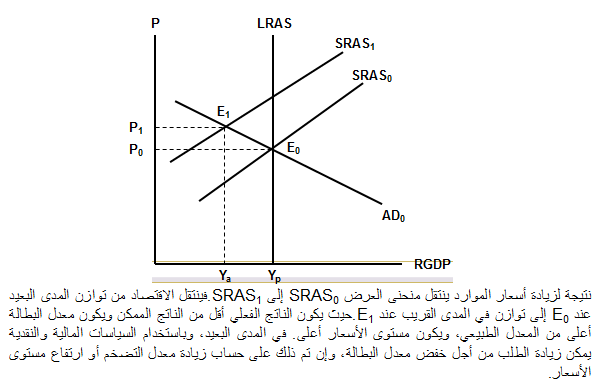 P
LRAS
SRAS1
SRAS0
E1
P1
P0
E0
AD0
RGDP
Ya
Yp
نتيجة لزيادة أسعار الموارد ينتقل منحنى العرض SRAS0 إلى SRAS1.فينتقل الاقتصاد من توازن المدى البعيد
عند E0 إلى توازن في المدى القريب عند E1.حيث يكون الناتج الفعلي أقل من الناتج الممكن ويكون معدل البطالة
أعلى من المعدل الطبيعي، ويكون مستوى الأسعار أعلى. في المدى البعيد، وباستخدام السياسات المالية والنقدية
يمكن زيادة الطلب من أجل خفض معدل البطالة، وإن تم ذلك على حساب زيادة معدل التضخم أو ارتفاع مستوى
الأسعار.